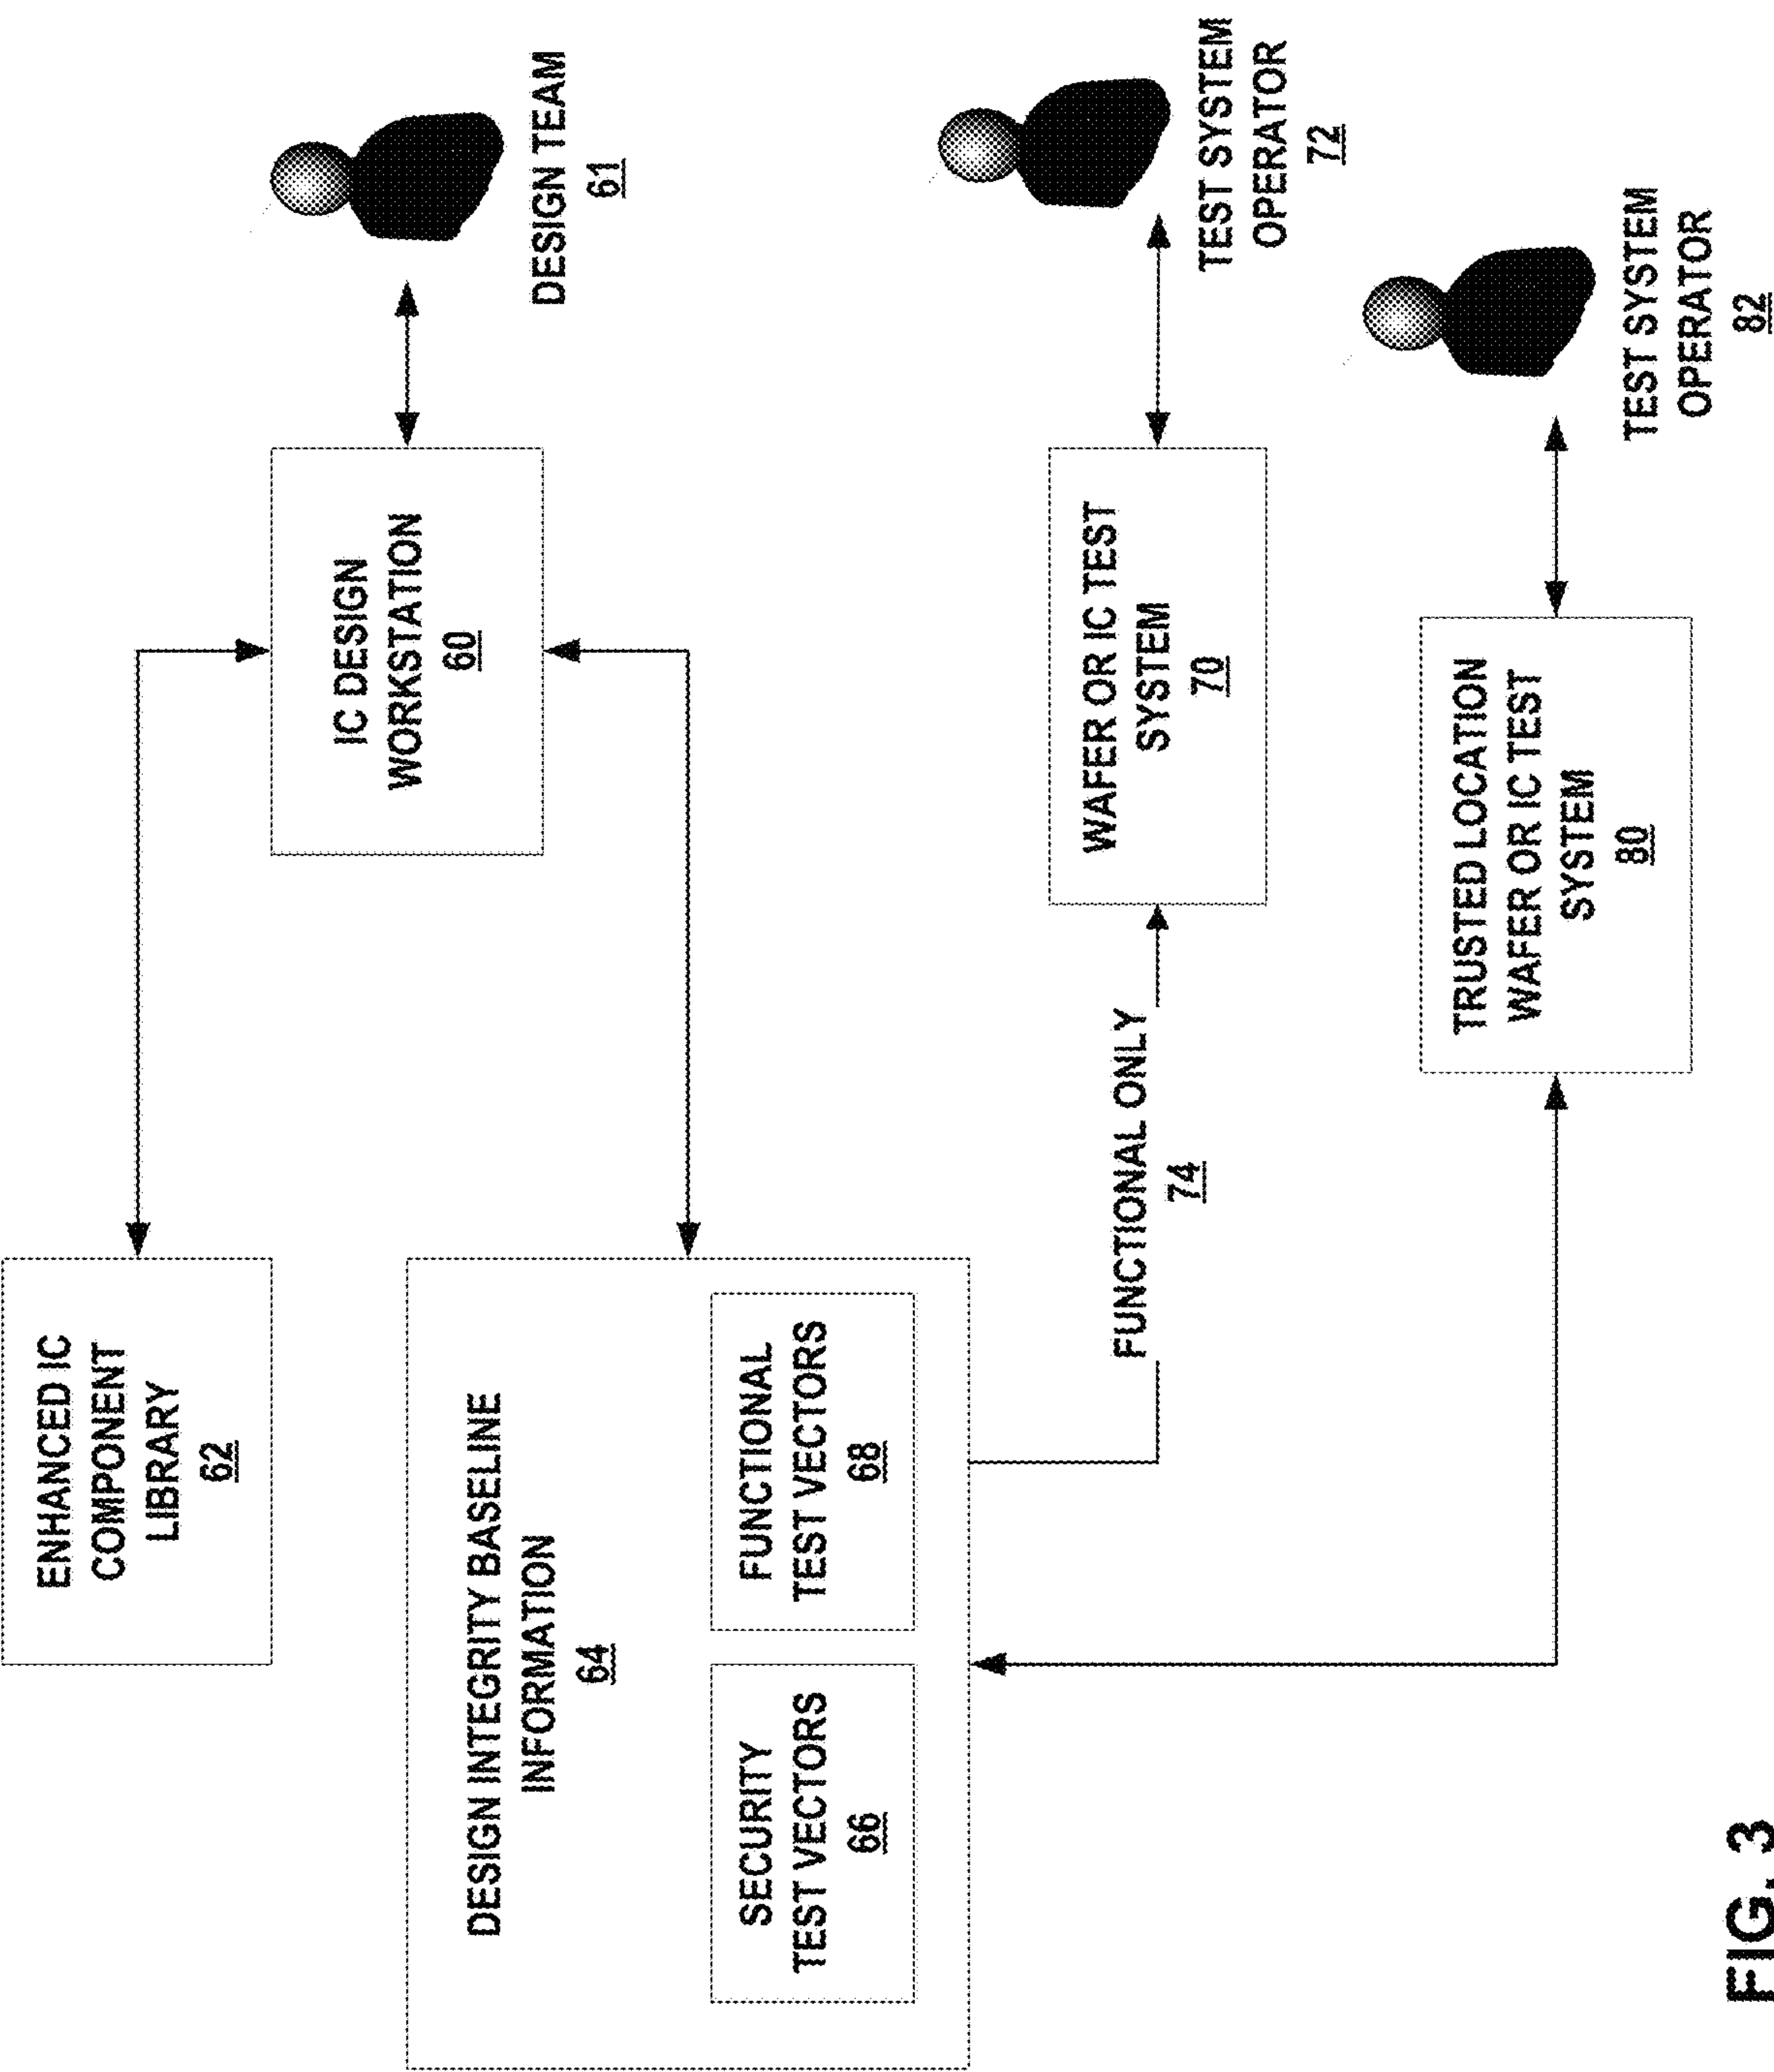 ENHANCED IC
COMPONENT
LIBRARY
62
IC DESIGN
WORKSTATION
60
DESIGN TEAM
61
DESIGN INTEGRITY BASELINE
INFORMATION
64
SECURITY
TEST VECTORS
66
FUNCTIONAL
TEST VECTORS
68
FUNCTIONAL ONLY
74
WAFER OR IC TEST
SYSTEM
70
TEST SYSTEM
OPERATOR
72
TRUSTED LOCATION
WAFER OR IC TEST
SYSTEM
80
TEST SYSTEM
OPERATOR
82
FIG. 3